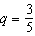 q = 3/5